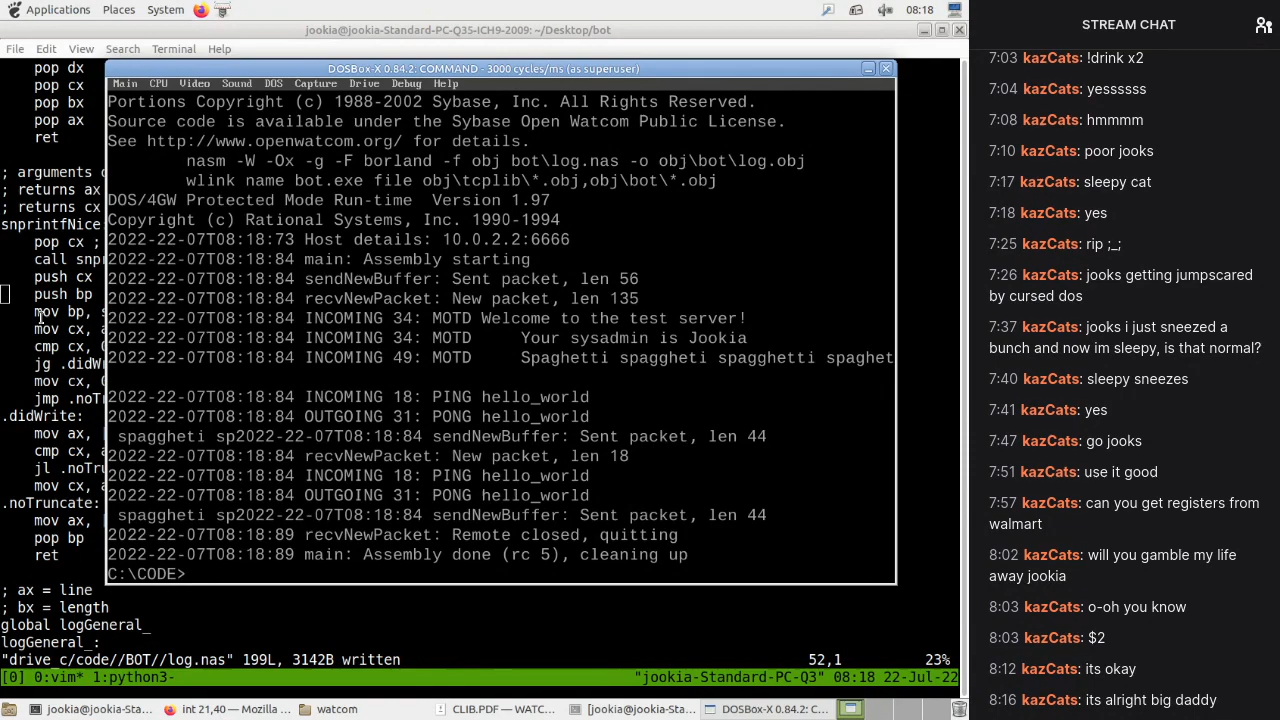 Applications Places System 08:18
jookia@jookia-Standard-PC-Q35-ICH9-2009: ~/Desktop/bot
File Edit View Search Terminal Help
pop dx
pop cx
pop bx
pop ax
ret
; arguments
; returns ax
; returns cx
snprintfNice
pop cx ;
call snp
push cx
push bp
mov bp,
mov cx,
cmp cx,
jg .didW
mov cx,
jmp .noT
.didWrite:
mov ax,
cmp cx,
jl .noTr
mov cx,
.noTruncate:
mov ax,
pop bp
ret
; ax = line
; bx = length
global logGeneral_
logGeneral_:
"drive_c/code//BOT//log.nas" 199L, 3142B written 52,1 23%
[0] 0:vim* 1:python3- "jookia-Standard-PC-Q3" 08:18 22-Jul-22
DOSBox-X 0.84.2: COMMAND - 3000 cycles/ms (as superuser)
Main CPU Video Sound DOS Capture Drive Debug Help
Portions Copyright (c) 1988-2002 Sybase, Inc. All Rights Reserved.
Source code is available under the Sybase Open Watcom Public License.
See http://www.openwatcom.org/ for details.
nasm -W -Ox -g -F borland -f obj bot\log.nas -o obj\bot\log.obj
wlink name bot.exe file obj\tcplib\*.obj,obj\bot\*.obj
DOS/4GW Protected Mode Run-time Version 1.97
Copyright (c) Rational Systems, Inc. 1990-1994
2022-22-07T08:18:73 Host details: 10.0.2.2:6666
2022-22-07T08:18:84 main: Assembly starting
2022-22-07T08:18:84 sendNewBuffer: Sent packet, len 56
2022-22-07T08:18:84 recvNewPacket: New packet, len 135
2022-22-07T08:18:84 INCOMING 34: MOTD Welcome to the test server!
2022-22-07T08:18:84 INCOMING 34: MOTD Your sysadmin is Jookia
2022-22-07T08:18:84 INCOMING 49: MOTD Spaghetti spaggheti spagghetti spaghet
2022-22-07T08:18:84 INCOMING 18: PING hello_world
2022-22-07T08:18:84 OUTGOING 31: PONG hello_world
spaggheti sp2022-22-07T08:18:84 sendNewBuffer: Sent packet, len 44
2022-22-07T08:18:84 recvNewPacket: New packet, len 18
2022-22-07T08:18:84 INCOMING 18: PING hello_world
2022-22-07T08:18:84 OUTGOING 31: PONG hello_world
spaggheti sp2022-22-07T08:18:84 sendNewBuffer: Sent packet, len 44
2022-22-07T08:18:89 recvNewPacket: Remote closed, quitting
2022-22-07T08:18:89 main: Assembly done (rc 5), cleaning up
C:\CODE>
jookia@jookia-Sta... int 21,40 — Mozilla... watcom CLIB.PDF — WATC... [jookia@jookia-Sta... DOSBox-X 0.84.2: C...
STREAM CHAT
7:03 kazCats: !drink x2
7:04 kazCats: yessssss
7:08 kazCats: hmmmm
7:10 kazCats: poor jooks
7:17 kazCats: sleepy cat
7:18 kazCats: yes
7:25 kazCats: rip ;_;
7:26 kazCats: jooks getting jumpscared
by cursed dos
7:37 kazCats: jooks i just sneezed a
bunch and now im sleepy, is that normal?
7:40 kazCats: sleepy sneezes
7:41 kazCats: yes
7:47 kazCats: go jooks
7:51 kazCats: use it good
7:57 kazCats: can you get registers from
walmart
8:02 kazCats: will you gamble my life
away jookia
8:03 kazCats: o-oh you know
8:03 kazCats: $2
8:12 kazCats: its okay
8:16 kazCats: its alright big daddy